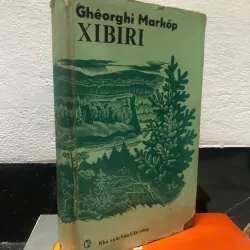 Ghêorghi Markốp
XIBIRI
Nhà xuất bản Cầu vồng